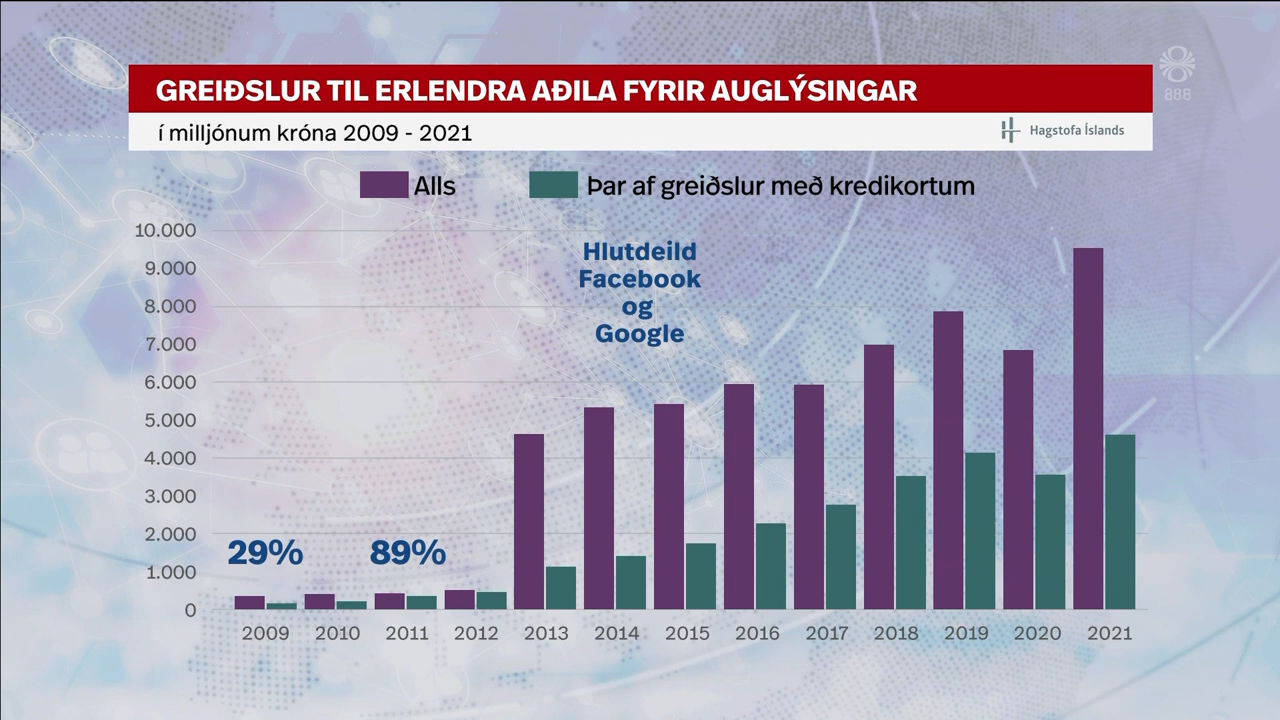 GREIÐSLUR TIL ERLENDRA AÐILA FYRIR AUGLÝSINGAR
888
í milljónum króna 2009 - 2021
Hagstofa Íslands
Alls
Þar af greiðslur með kredikortum
10.000
9.000
8.000
7.000
6.000
5.000
4.000
3.000
2.000
1.000
0
Hlutdeild
Facebook
og
Google
29%
89%
2009 2010 2011 2012 2013 2014 2015 2016 2017 2018 2019 2020 2021